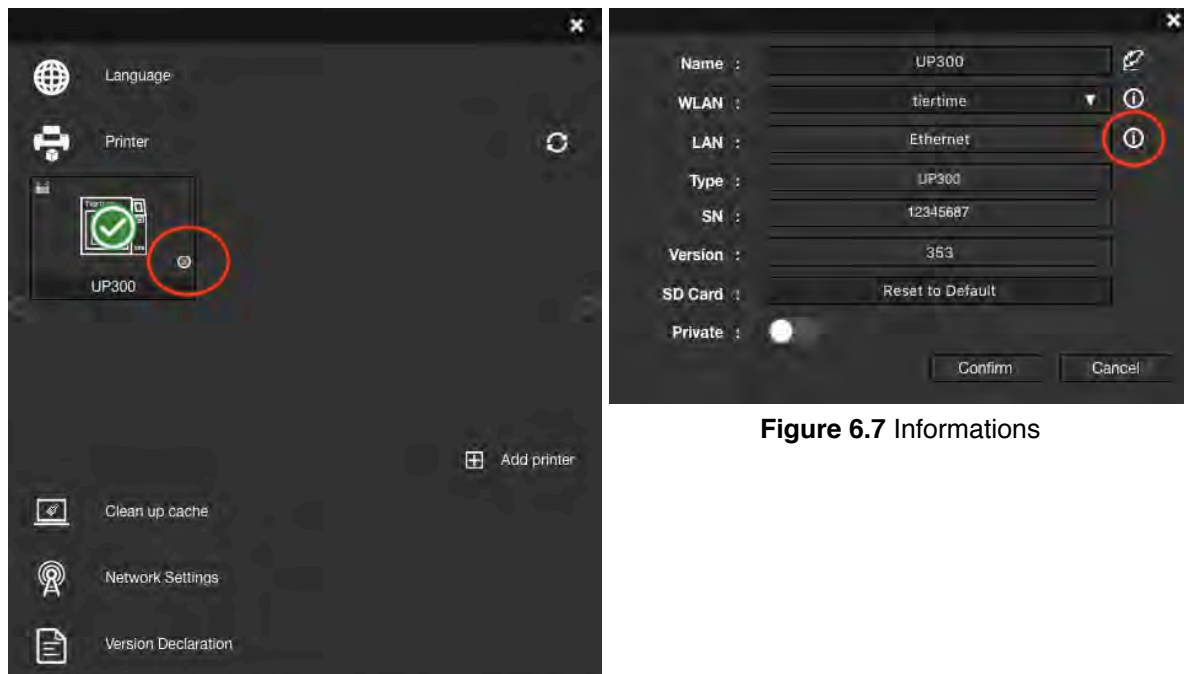 Language
Printer
UP300
Add printer
Clean up cache
Network Settings
Version Declaration
Name : UP300
WLAN : tiertime
LAN : Ethernet
Type : UP300
SN : 12345687
Version : 353
SD Card : Reset to Default
Private :
Confirm Cancel
Figure 6.7 Informations